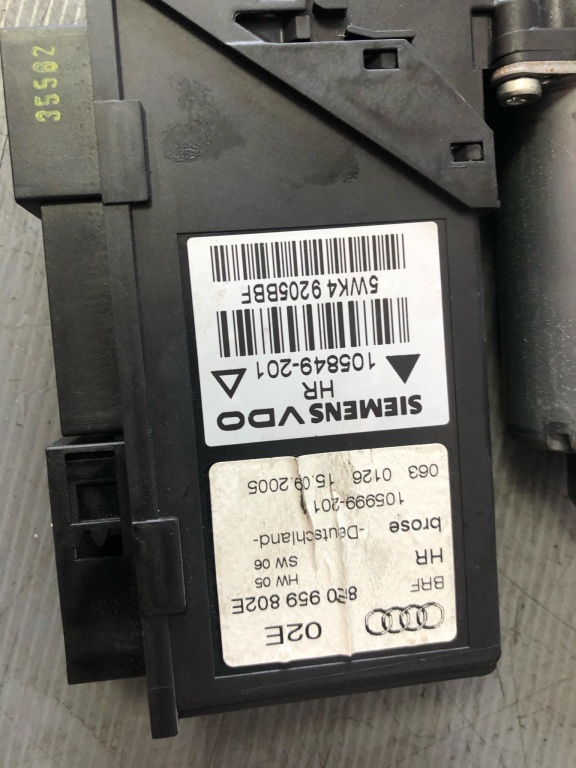 35502
02E
8E0 959 802E
BRF
HW 05
HR
SW 06
brose
-Deutschland-
105999-201
063 0126 15.09.2005
SIEMENS VDO
HR
105849-201
5WK4 9205BBF